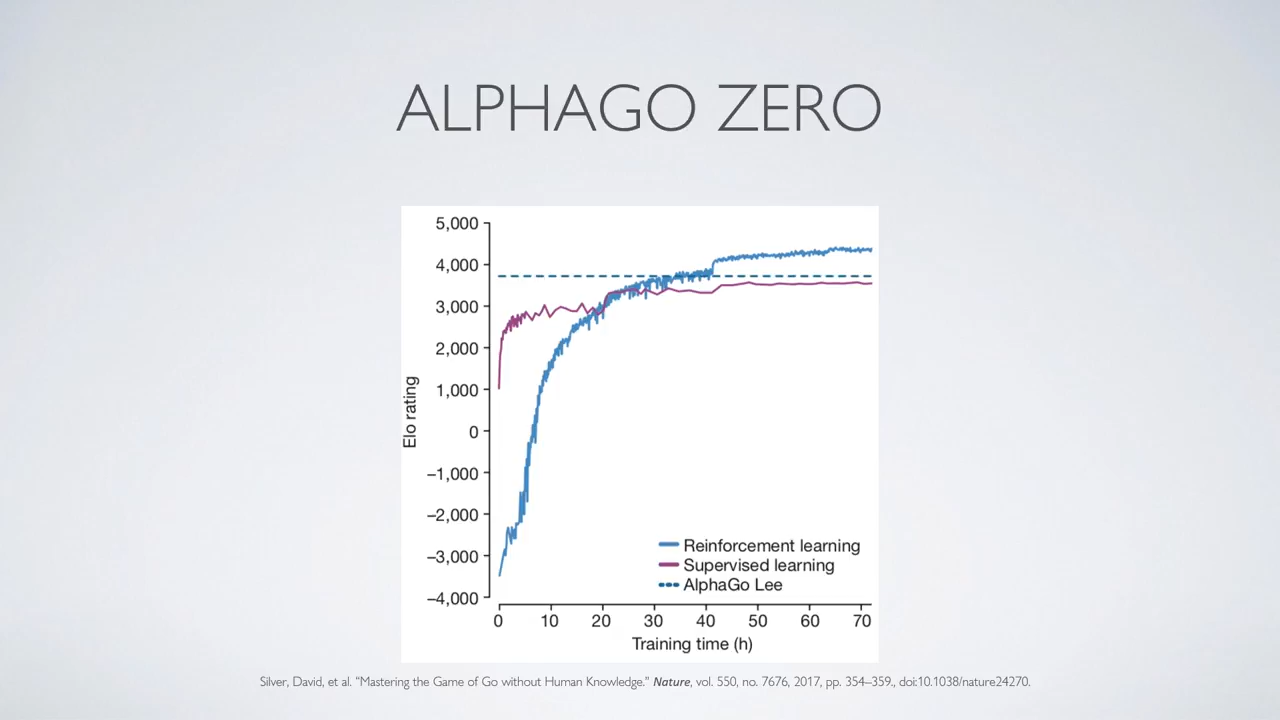 ALPHAGO ZERO
5,000
4,000
3,000
2,000
1,000
0
−1,000
−2,000
−3,000
−4,000
Elo rating
Reinforcement learning
Supervised learning
AlphaGo Lee
0 10 20 30 40 50 60 70
Training time (h)
Silver, David, et al. “Mastering the Game of Go without Human Knowledge.” Nature, vol. 550, no. 7676, 2017, pp. 354–359., doi:10.1038/nature24270.